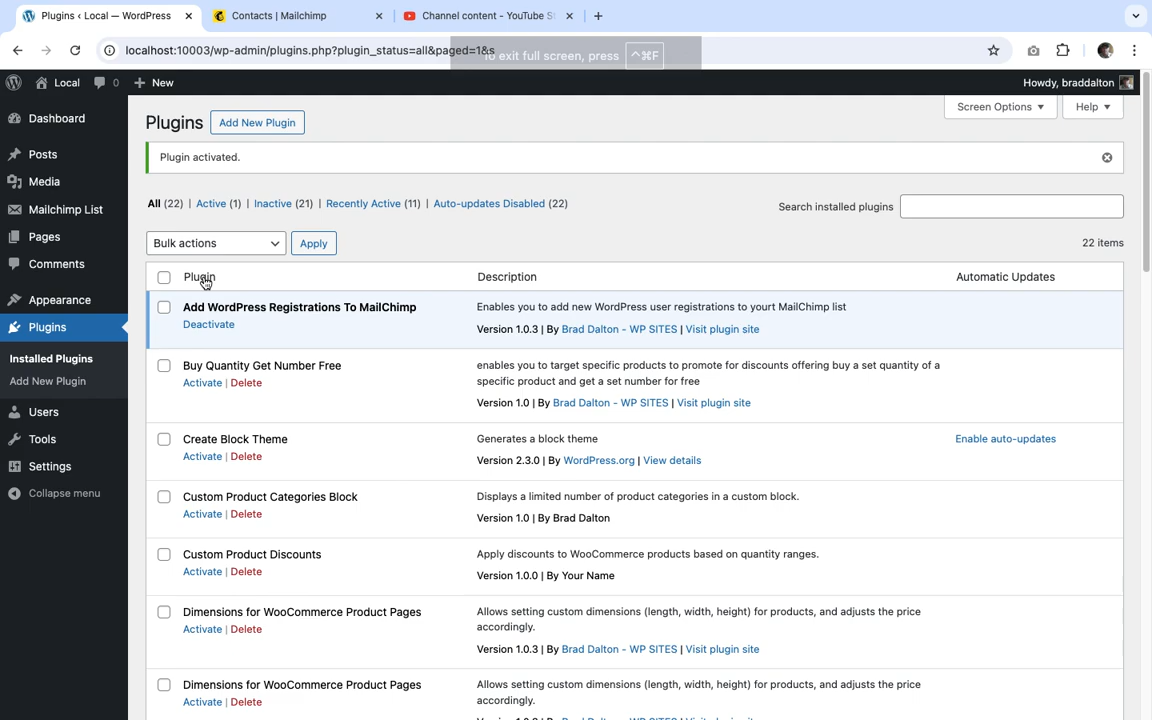 Plugins ‹ Local — WordPress
Contacts | Mailchimp
Channel content - YouTube St
localhost:10003/wp-admin/plugins.php?plugin_status=all&paged=1&s
To exit full screen, press ^⌘F
Local
0
New
Howdy, braddalton
Dashboard
Posts
Media
Mailchimp List
Pages
Comments
Appearance
Plugins
Installed Plugins
Add New Plugin
Users
Tools
Settings
Collapse menu
Screen Options
Help
Plugins
Add New Plugin
Plugin activated.
All (22) | Active (1) | Inactive (21) | Recently Active (11) | Auto-updates Disabled (22)
Search installed plugins
Bulk actions
Apply
22 items
Plugin
Description
Automatic Updates
Add WordPress Registrations To MailChimp
Deactivate
Enables you to add new WordPress user registrations to yourt MailChimp list
Version 1.0.3 | By Brad Dalton - WP SITES | Visit plugin site
Buy Quantity Get Number Free
Activate | Delete
enables you to target specific products to promote for discounts offering buy a set quantity of a
specific product and get a set number for free
Version 1.0 | By Brad Dalton - WP SITES | Visit plugin site
Create Block Theme
Activate | Delete
Generates a block theme
Version 2.3.0 | By WordPress.org | View details
Enable auto-updates
Custom Product Categories Block
Activate | Delete
Displays a limited number of product categories in a custom block.
Version 1.0 | By Brad Dalton
Custom Product Discounts
Activate | Delete
Apply discounts to WooCommerce products based on quantity ranges.
Version 1.0.0 | By Your Name
Dimensions for WooCommerce Product Pages
Activate | Delete
Allows setting custom dimensions (length, width, height) for products, and adjusts the price
accordingly.
Version 1.0.3 | By Brad Dalton - WP SITES | Visit plugin site
Dimensions for WooCommerce Product Pages
Activate | Delete
Allows setting custom dimensions (length, width, height) for products, and adjusts the price
accordingly.